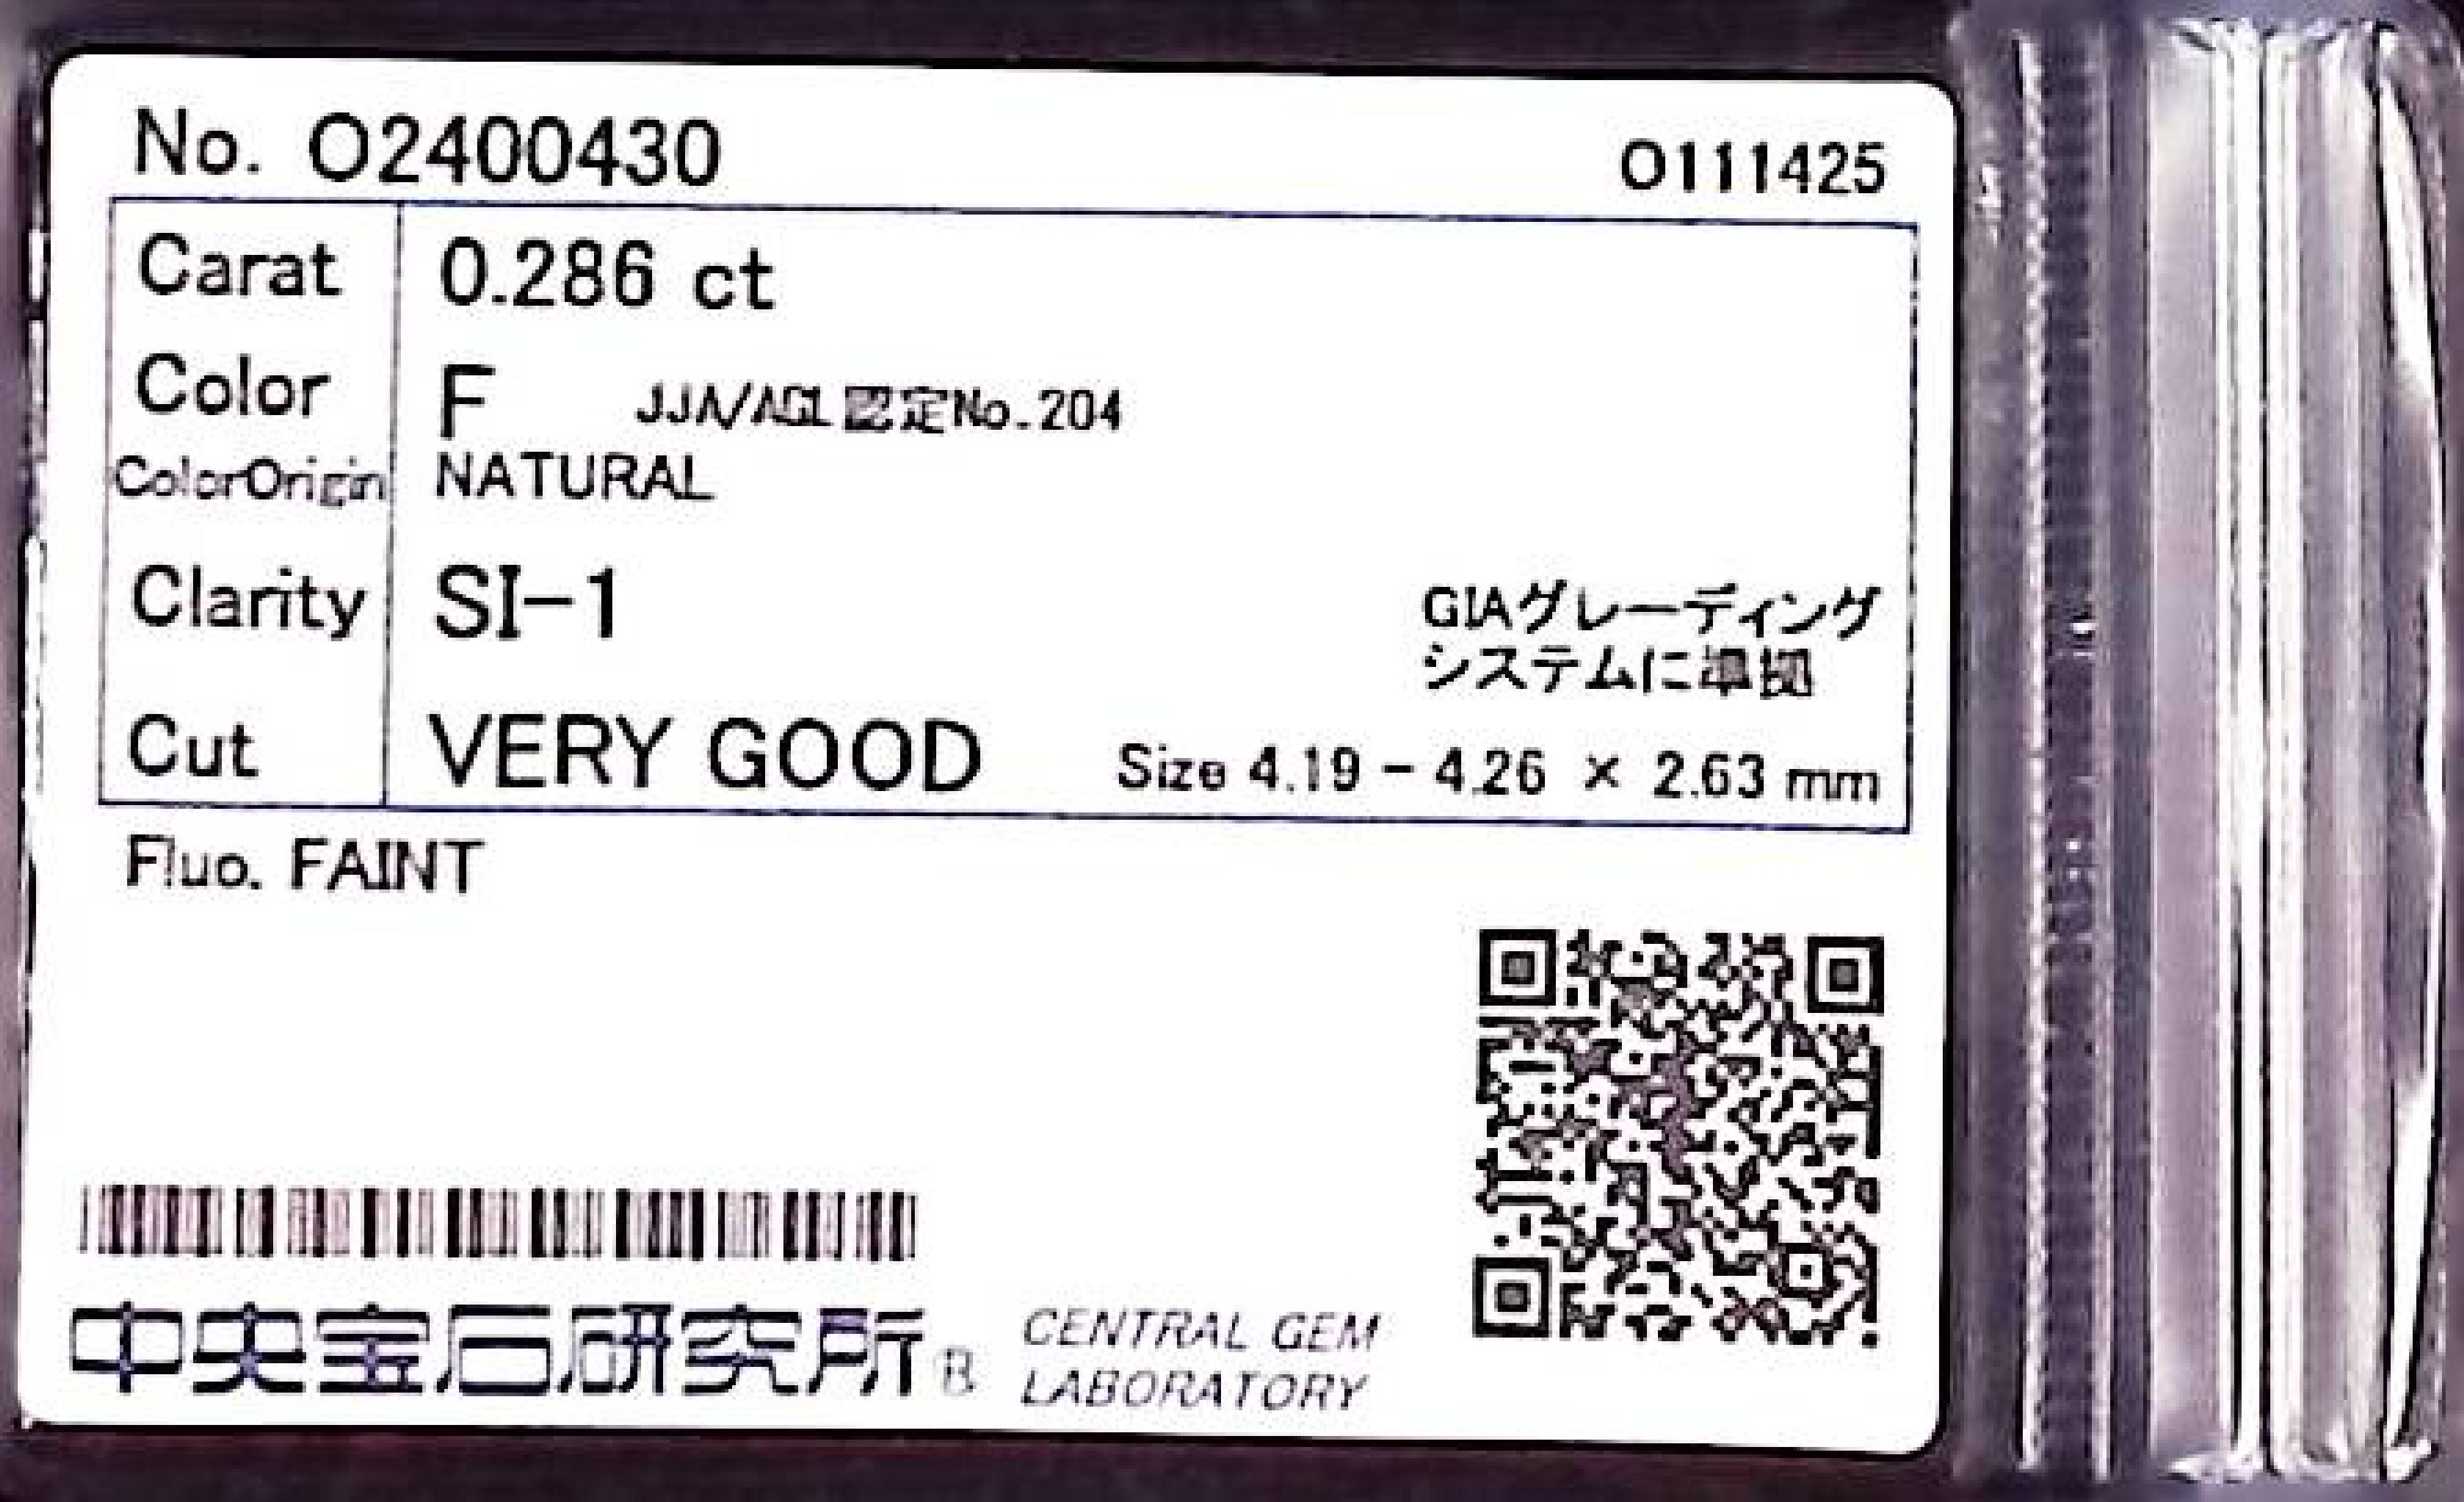 No. O2400430
O111425
Carat 0.286 ct
Color F JJA/AGL認定No.204
ColorOrigin NATURAL
Clarity SI-1
GIAグレーディング
システムに準拠
Cut VERY GOOD Size 4.19 - 4.26 × 2.63 mm
Fluo. FAINT
中央宝石研究所
CENTRAL GEM
LABORATORY